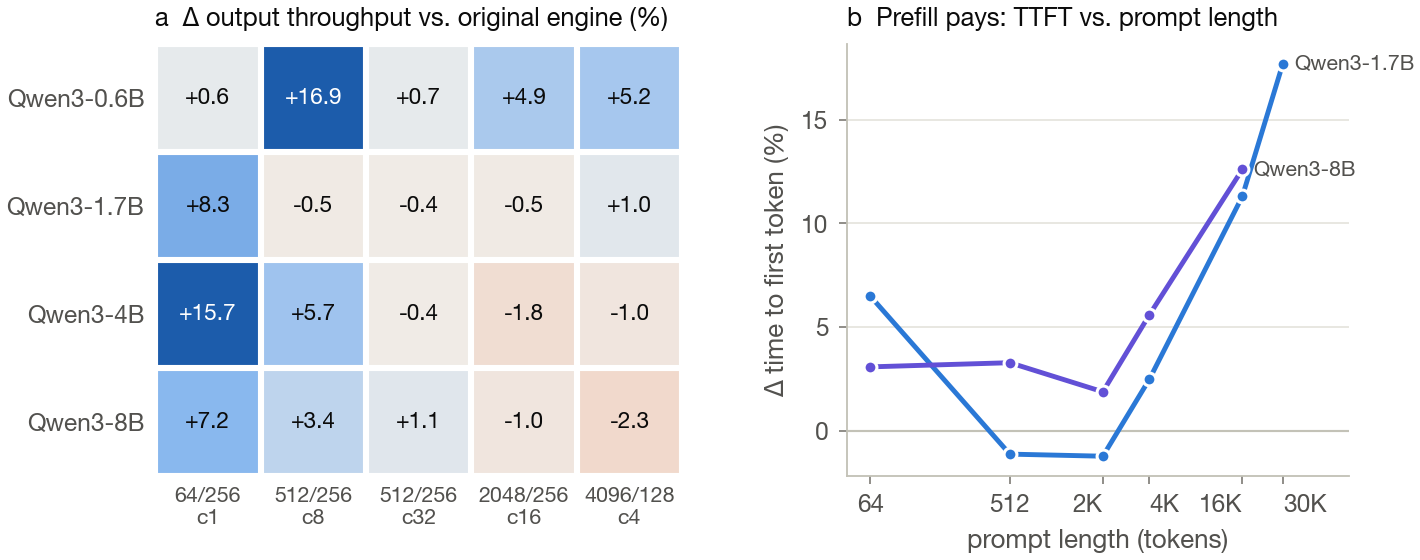 a Δ output throughput vs. original engine (%)
Qwen3-0.6B +0.6 +16.9 +0.7 +4.9 +5.2
Qwen3-1.7B +8.3 -0.5 -0.4 -0.5 +1.0
Qwen3-4B +15.7 +5.7 -0.4 -1.8 -1.0
Qwen3-8B +7.2 +3.4 +1.1 -1.0 -2.3
64/256 512/256 512/256 2048/256 4096/128
c1 c8 c32 c16 c4
b Prefill pays: TTFT vs. prompt length
Δ time to first token (%)
15
10
5
0
Qwen3-1.7B
Qwen3-8B
64 512 2K 4K 16K 30K
prompt length (tokens)